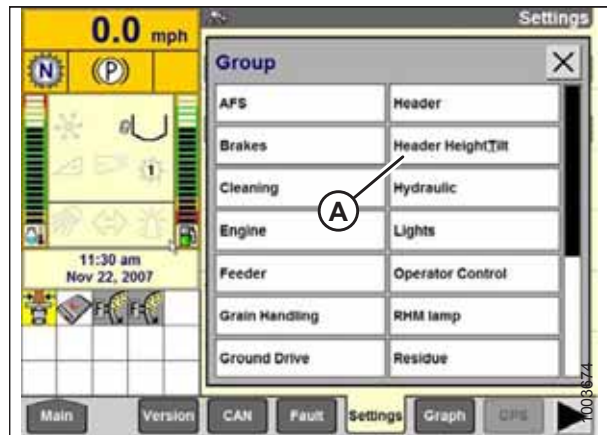 0.0 mph
Settings
N
(P)
1
11:30 am
Nov 22, 2007
F
F
Group
X
AFS
Header
Brakes
Header Height/Tilt
Cleaning
Hydraulic
A
Engine
Lights
Feeder
Operator Control
Grain Handling
RHM lamp
Ground Drive
Residue
Main
Version
CAN
Fault
Settings
Graph
GPS
1003674